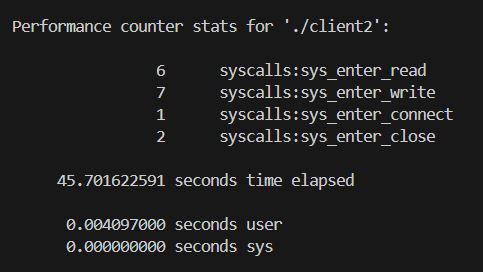 Performance counter stats for './client2':
6 syscalls:sys_enter_read
7 syscalls:sys_enter_write
1 syscalls:sys_enter_connect
2 syscalls:sys_enter_close
45.701622591 seconds time elapsed
0.004097000 seconds user
0.000000000 seconds sys